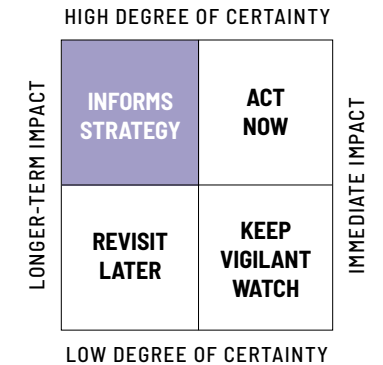 HIGH DEGREE OF CERTAINTY
LONGER-TERM IMPACT
INFORMS
STRATEGY
ACT
NOW
IMMEDIATE IMPACT
REVISIT
LATER
KEEP
VIGILANT
WATCH
LOW DEGREE OF CERTAINTY